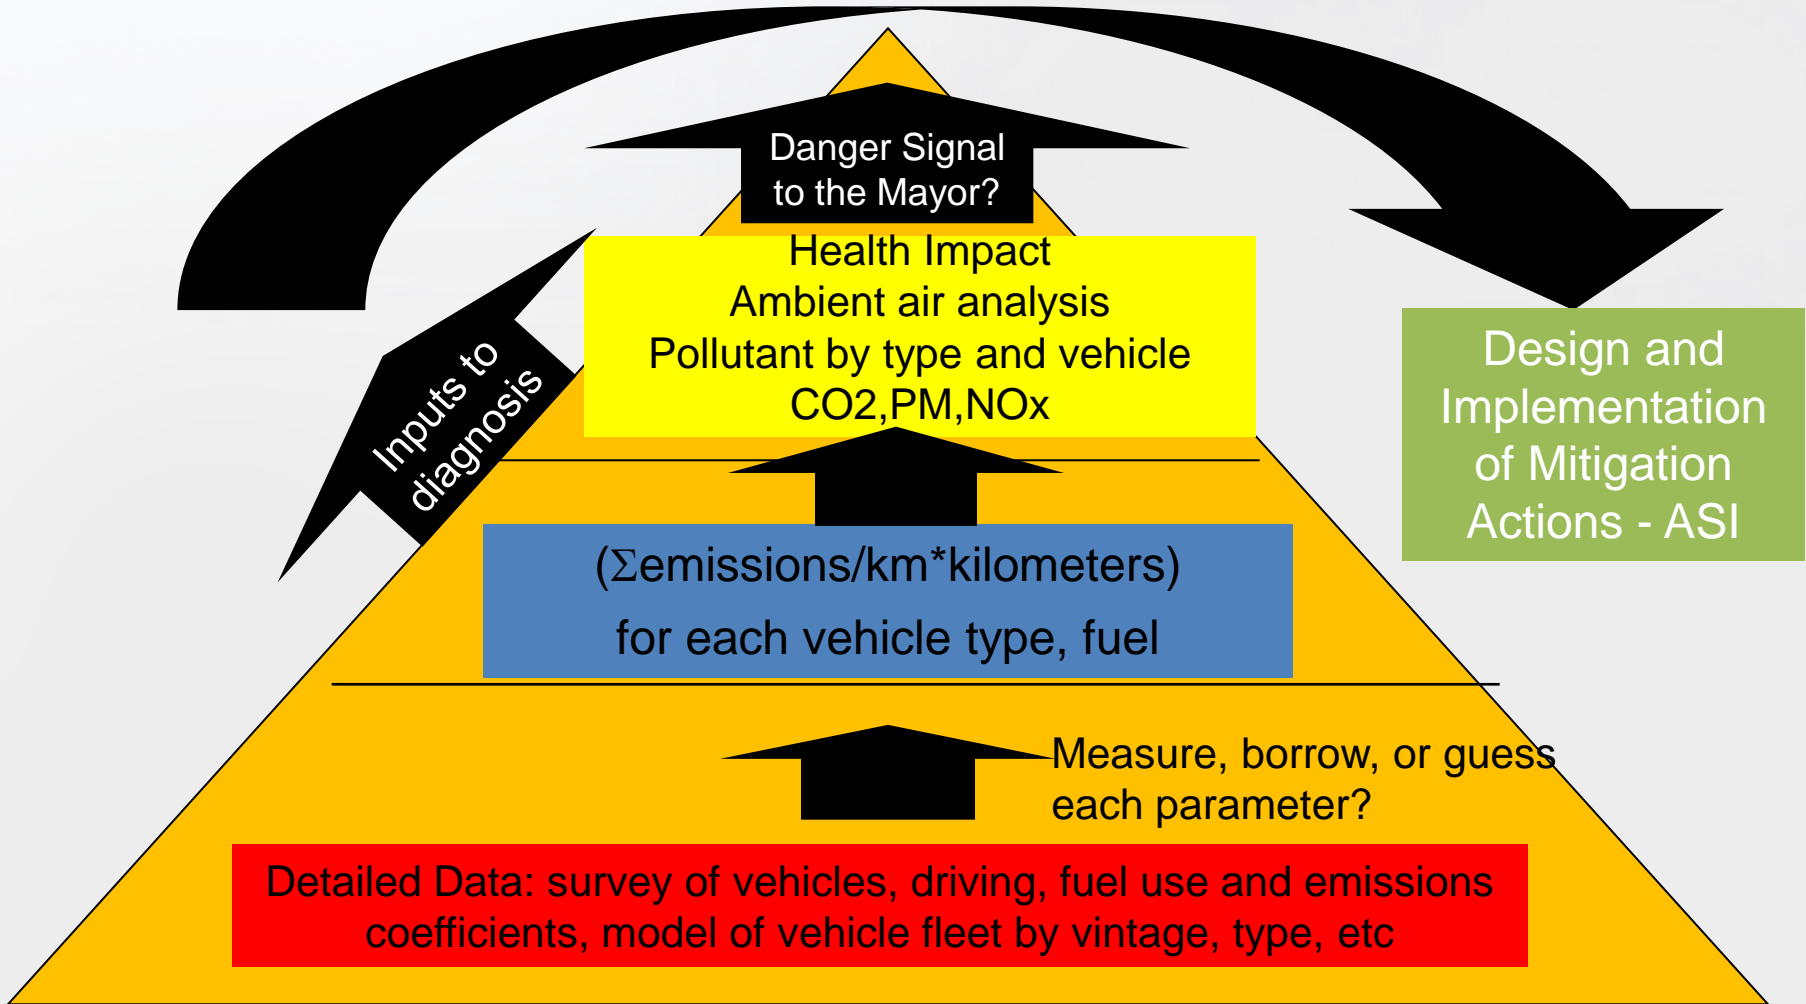 Danger Signal
to the Mayor?
Health Impact
Ambient air analysis
Pollutant by type and vehicle
CO2,PM,NOx
Inputs to
diagnosis
Design and
Implementation
of Mitigation
Actions - ASI
(Σemissions/km*kilometers)
for each vehicle type, fuel
Measure, borrow, or guess
each parameter?
Detailed Data: survey of vehicles, driving, fuel use and emissions
coefficients, model of vehicle fleet by vintage, type, etc